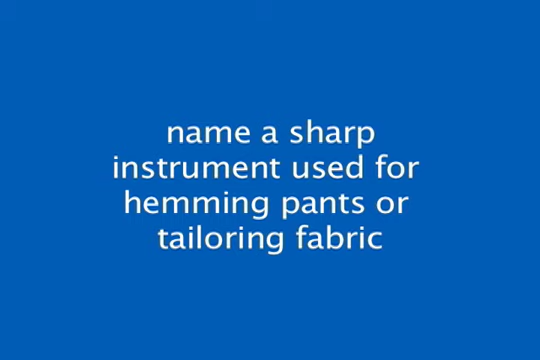 name a sharp
instrument used for
hemming pants or
tailoring fabric